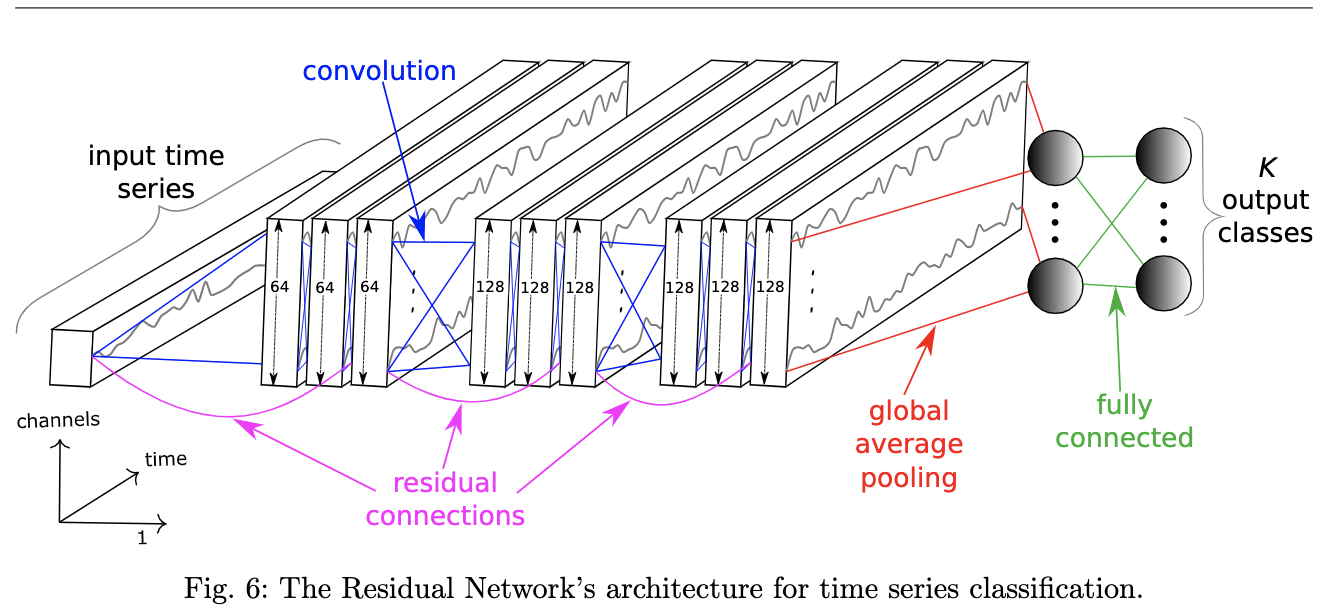 convolution
input time
series
K
output
classes
64
64
64
128
128
128
128
128
128
channels
time
1
residual
connections
global
average
pooling
fully
connected
Fig. 6: The Residual Network's architecture for time series classification.